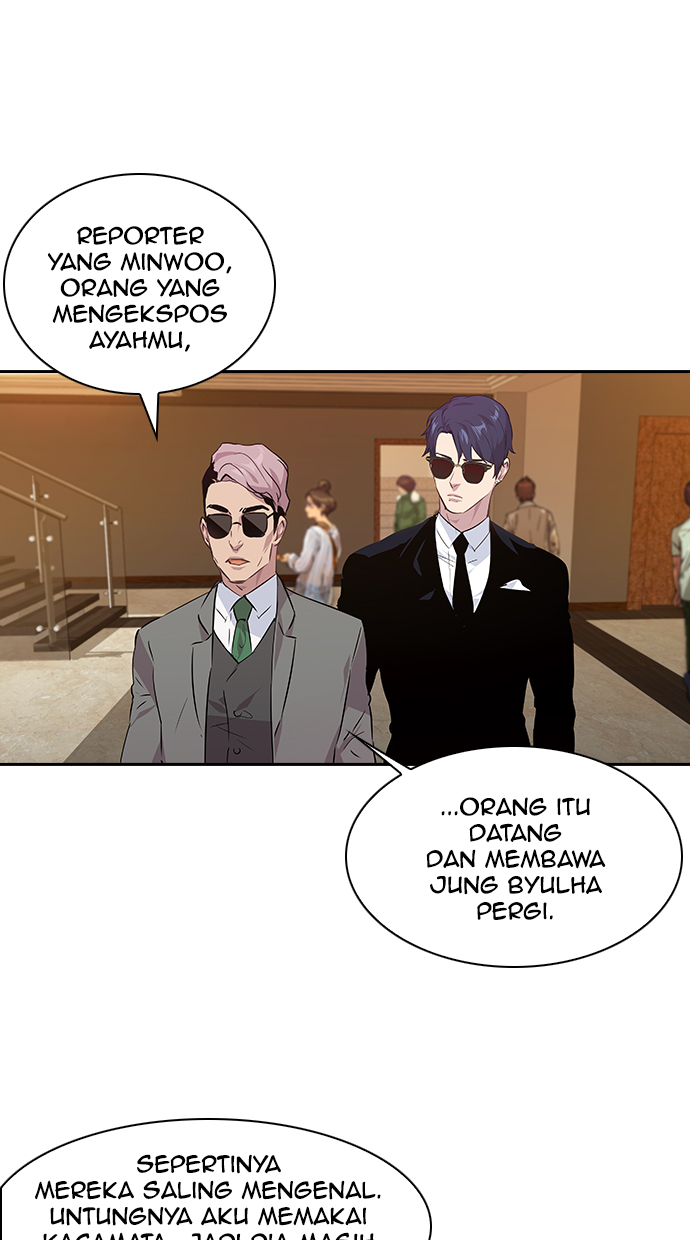 REPORTER
YANG MINWOO,
ORANG YANG
MENGEKSPOS
AYAHMU,
...ORANG ITU
DATANG
DAN MEMBAWA
JUNG BYULHA
PERGI.
SEPERTINYA
MEREKA SALING MENGENAL.
UNTUNGNYA AKU MEMAKAI